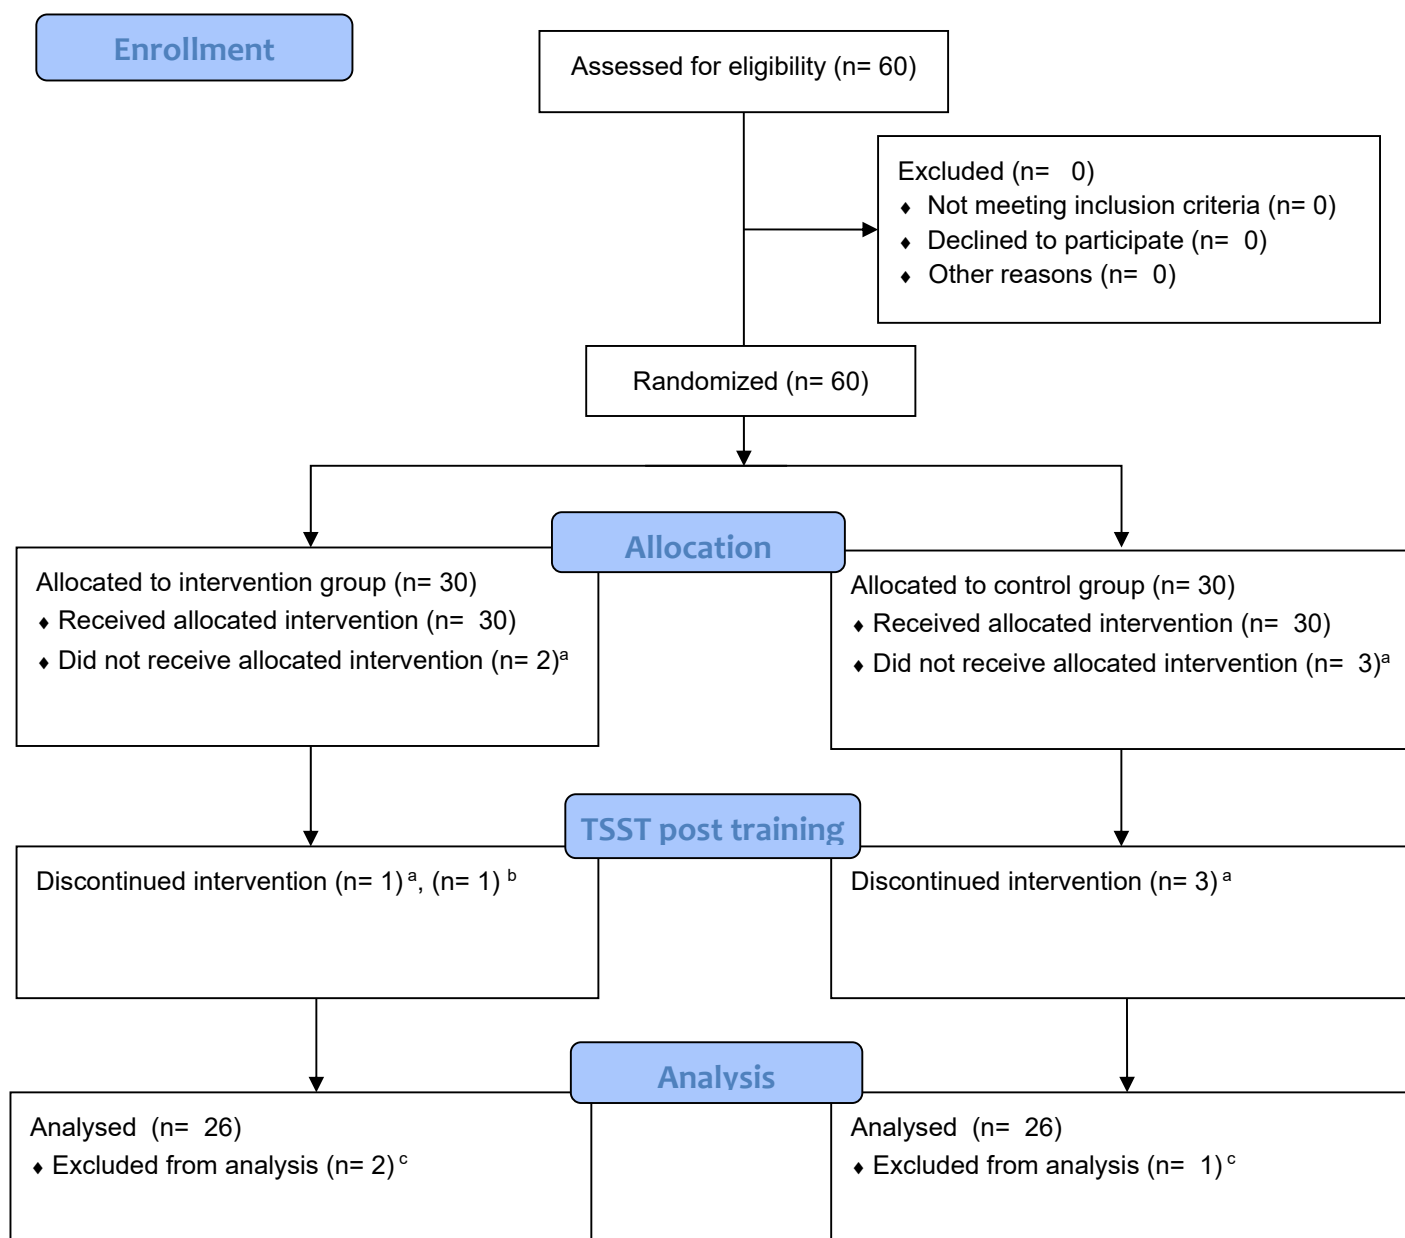 Enrollment
Assessed for eligibility (n= 60)
Excluded (n= 0)
♦ Not meeting inclusion criteria (n= 0)
♦ Declined to participate (n= 0)
♦ Other reasons (n= 0)
Randomized (n= 60)
Allocation
Allocated to intervention group (n= 30)
♦ Received allocated intervention (n= 30)
♦ Did not receive allocated intervention (n= 2)a
Allocated to control group (n= 30)
♦ Received allocated intervention (n= 30)
♦ Did not receive allocated intervention (n= 3)a
TSST post training
Discontinued intervention (n= 1) a, (n= 1) b
Discontinued intervention (n= 3) a
Analysis
Analysed (n= 26)
♦ Excluded from analysis (n= 2) c
Analysed (n= 26)
♦ Excluded from analysis (n= 1) c